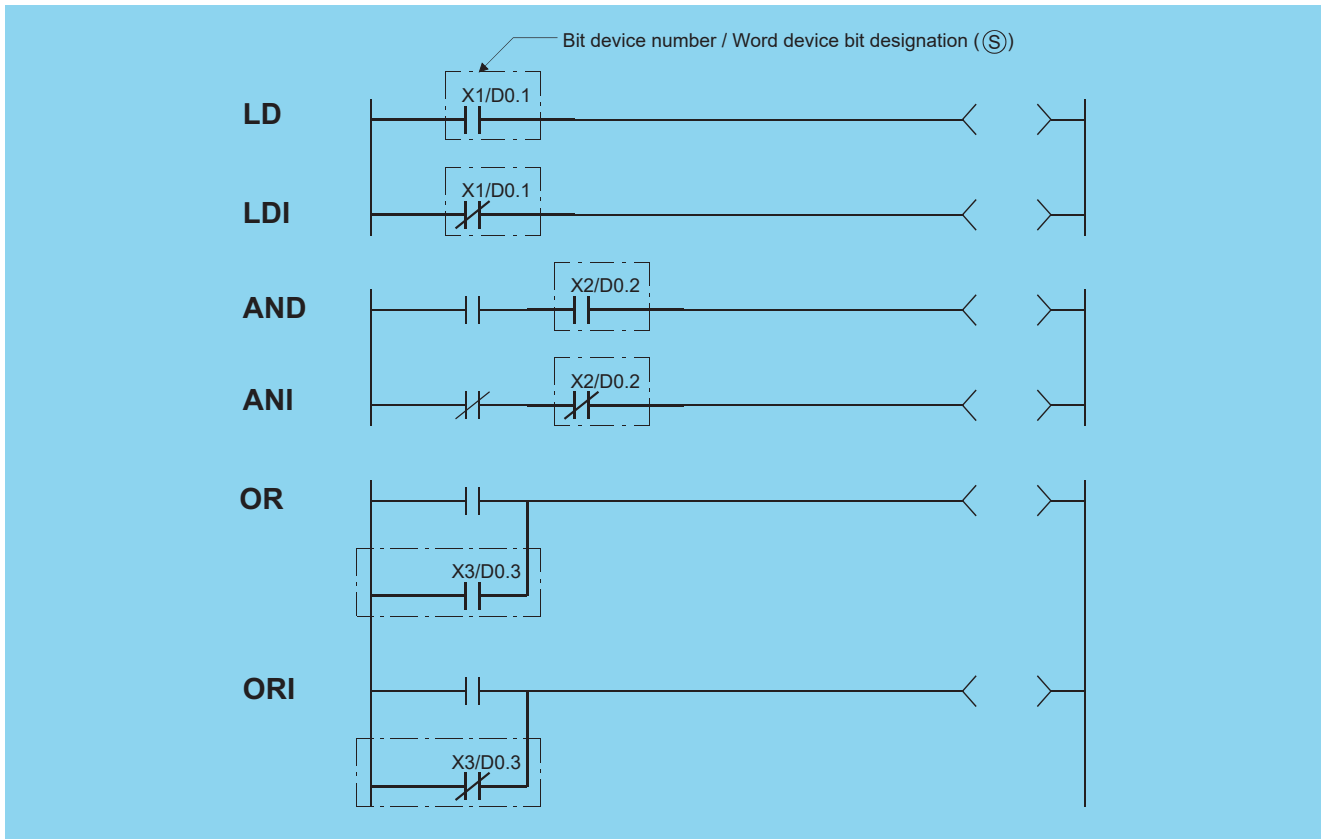 Bit device number / Word device bit designation (Ⓢ)
X1/D0.1
LD
X1/D0.1
LDI
X2/D0.2
AND
X2/D0.2
ANI
OR
X3/D0.3
ORI
X3/D0.3